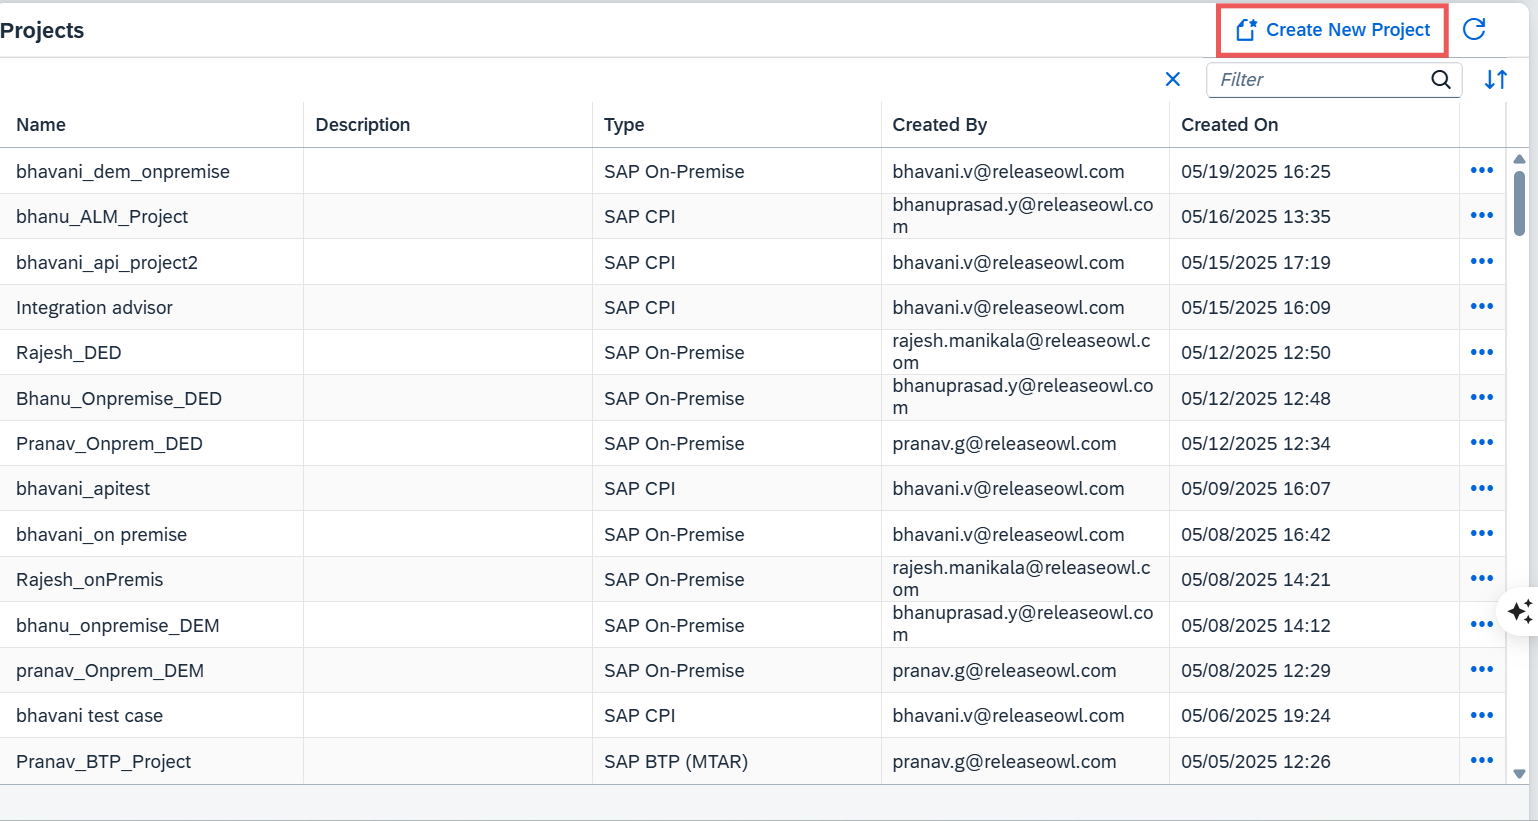 Projects
Create New Project
Filter
Name Description Type Created By Created On
bhavani_dem_onpremise SAP On-Premise bhavani.v@releaseowl.com 05/19/2025 16:25
bhanu_ALM_Project SAP CPI bhanuprasad.y@releaseowl.co
m 05/16/2025 13:35
bhavani_api_project2 SAP CPI bhavani.v@releaseowl.com 05/15/2025 17:19
Integration advisor SAP CPI bhavani.v@releaseowl.com 05/15/2025 16:09
Rajesh_DED SAP On-Premise rajesh.manikala@releaseowl.c
om 05/12/2025 12:50
Bhanu_Onpremise_DED SAP On-Premise bhanuprasad.y@releaseowl.co
m 05/12/2025 12:48
Pranav_Onprem_DED SAP On-Premise pranav.g@releaseowl.com 05/12/2025 12:34
bhavani_apitest SAP CPI bhavani.v@releaseowl.com 05/09/2025 16:07
bhavani_on premise SAP On-Premise bhavani.v@releaseowl.com 05/08/2025 16:42
Rajesh_onPremis SAP On-Premise rajesh.manikala@releaseowl.c
om 05/08/2025 14:21
bhanu_onpremise_DEM SAP On-Premise bhanuprasad.y@releaseowl.co
m 05/08/2025 14:12
pranav_Onprem_DEM SAP On-Premise pranav.g@releaseowl.com 05/08/2025 12:29
bhavani test case SAP CPI bhavani.v@releaseowl.com 05/06/2025 19:24
Pranav_BTP_Project SAP BTP (MTAR) pranav.g@releaseowl.com 05/05/2025 12:26